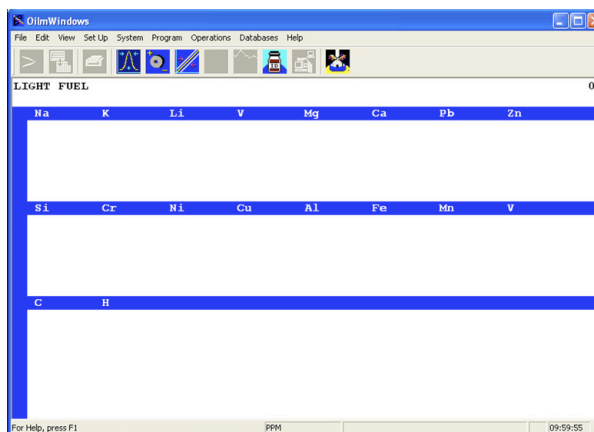 OilmWindows
File Edit View Set Up System Program Operations Databases Help
LIGHT FUEL 0
Na K Li V Mg Ca Pb Zn
Si Cr Ni Cu Al Fe Mn V
C H
For Help, press F1 PPM 09:59:55